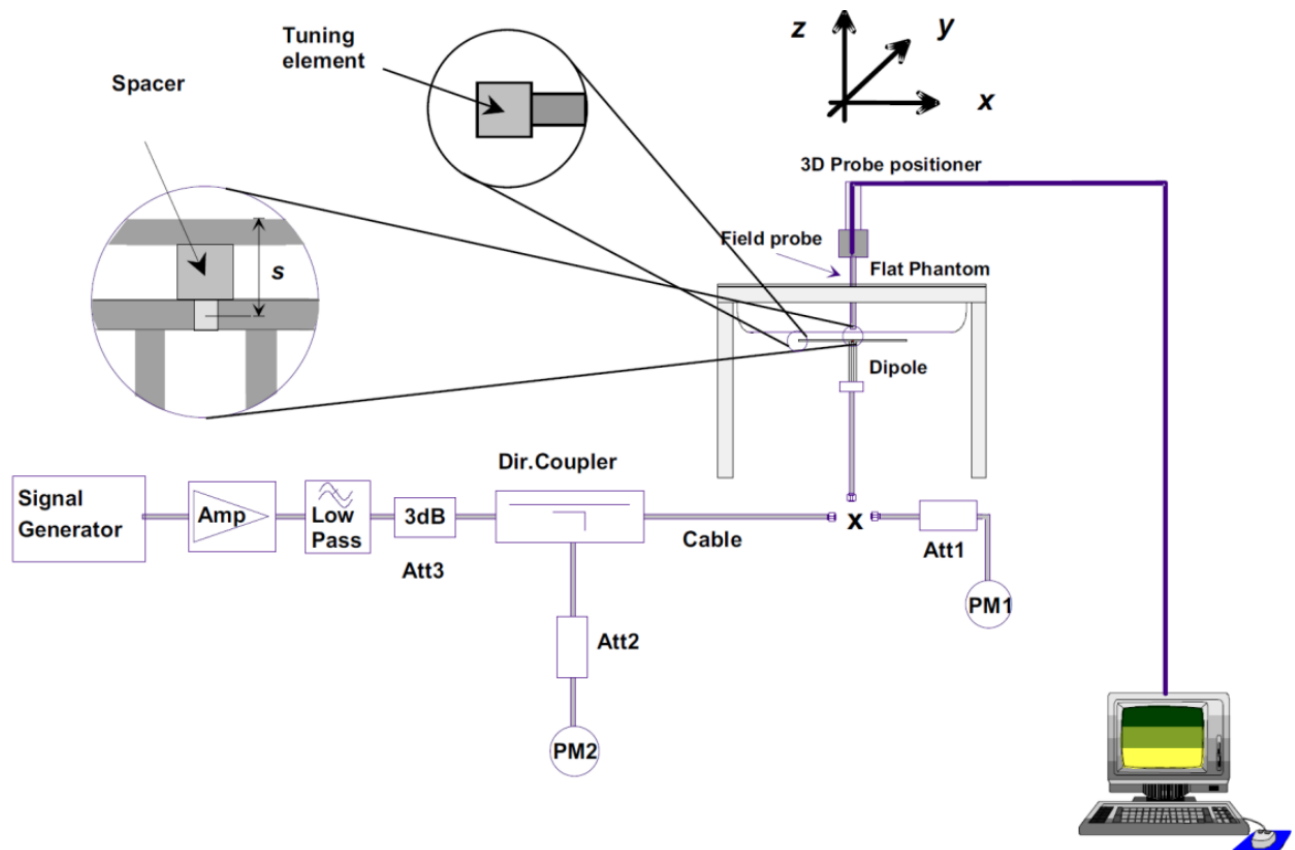 z
y
x
Tuning
element
Spacer
s
3D Probe positioner
Field probe
Flat Phantom
Dipole
Dir.Coupler
Signal
Generator
Amp
Low
Pass
3dB
Att3
Cable
x
Att1
PM1
Att2
PM2